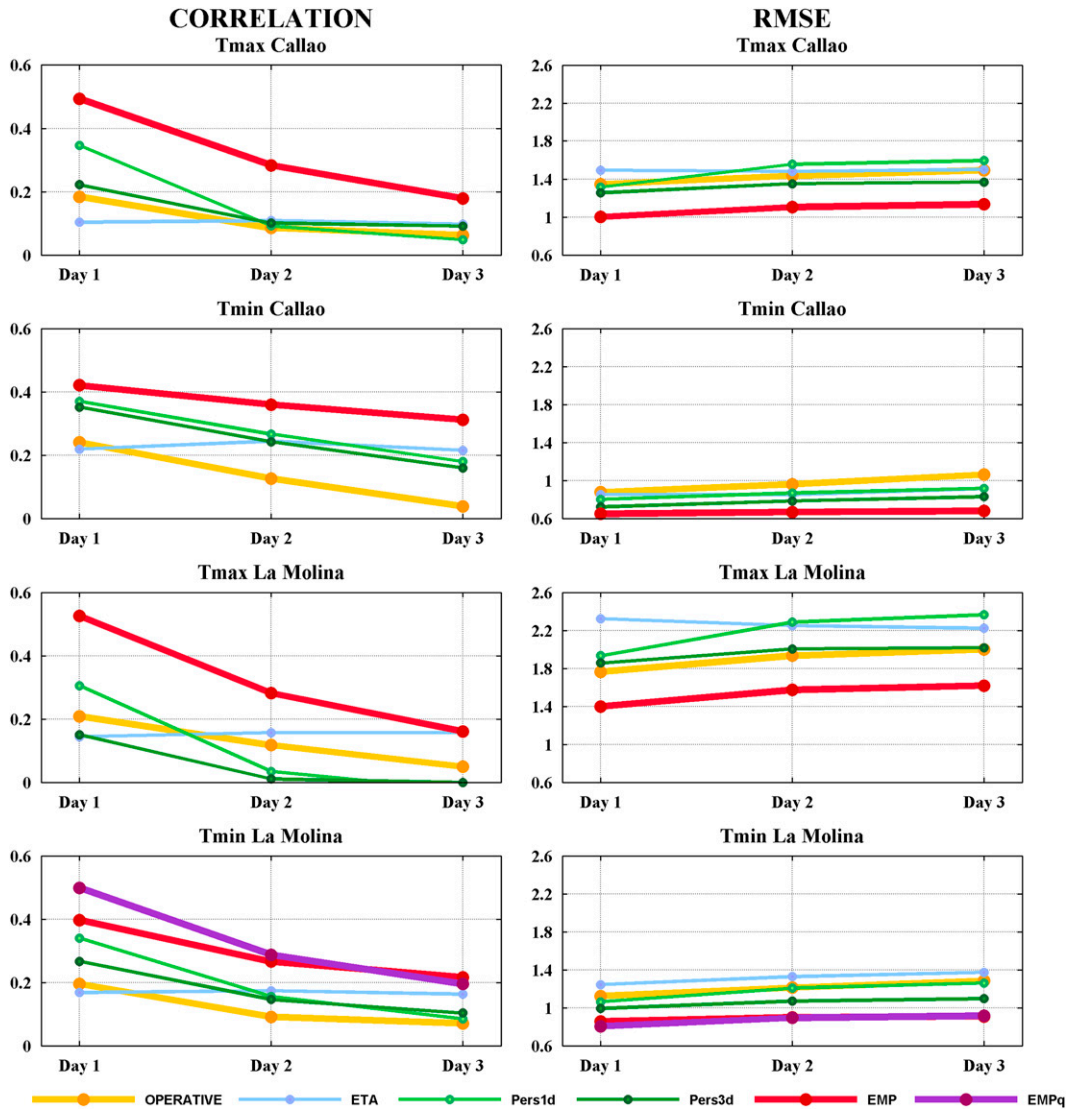 CORRELATION
Tmax Callao
0.6
0.4
0.2
0
Day 1 Day 2 Day 3
RMSE
Tmax Callao
2.6
2.2
1.8
1.4
1
0.6
Day 1 Day 2 Day 3
Tmin Callao
0.6
0.4
0.2
0
Day 1 Day 2 Day 3
Tmin Callao
2.6
2.2
1.8
1.4
1
0.6
Day 1 Day 2 Day 3
Tmax La Molina
0.6
0.4
0.2
0
Day 1 Day 2 Day 3
Tmax La Molina
2.6
2.2
1.8
1.4
1
0.6
Day 1 Day 2 Day 3
Tmin La Molina
0.6
0.4
0.2
0
Day 1 Day 2 Day 3
Tmin La Molina
2.6
2.2
1.8
1.4
1
0.6
Day 1 Day 2 Day 3
OPERATIVE ETA Pers1d Pers3d EMP EMPq